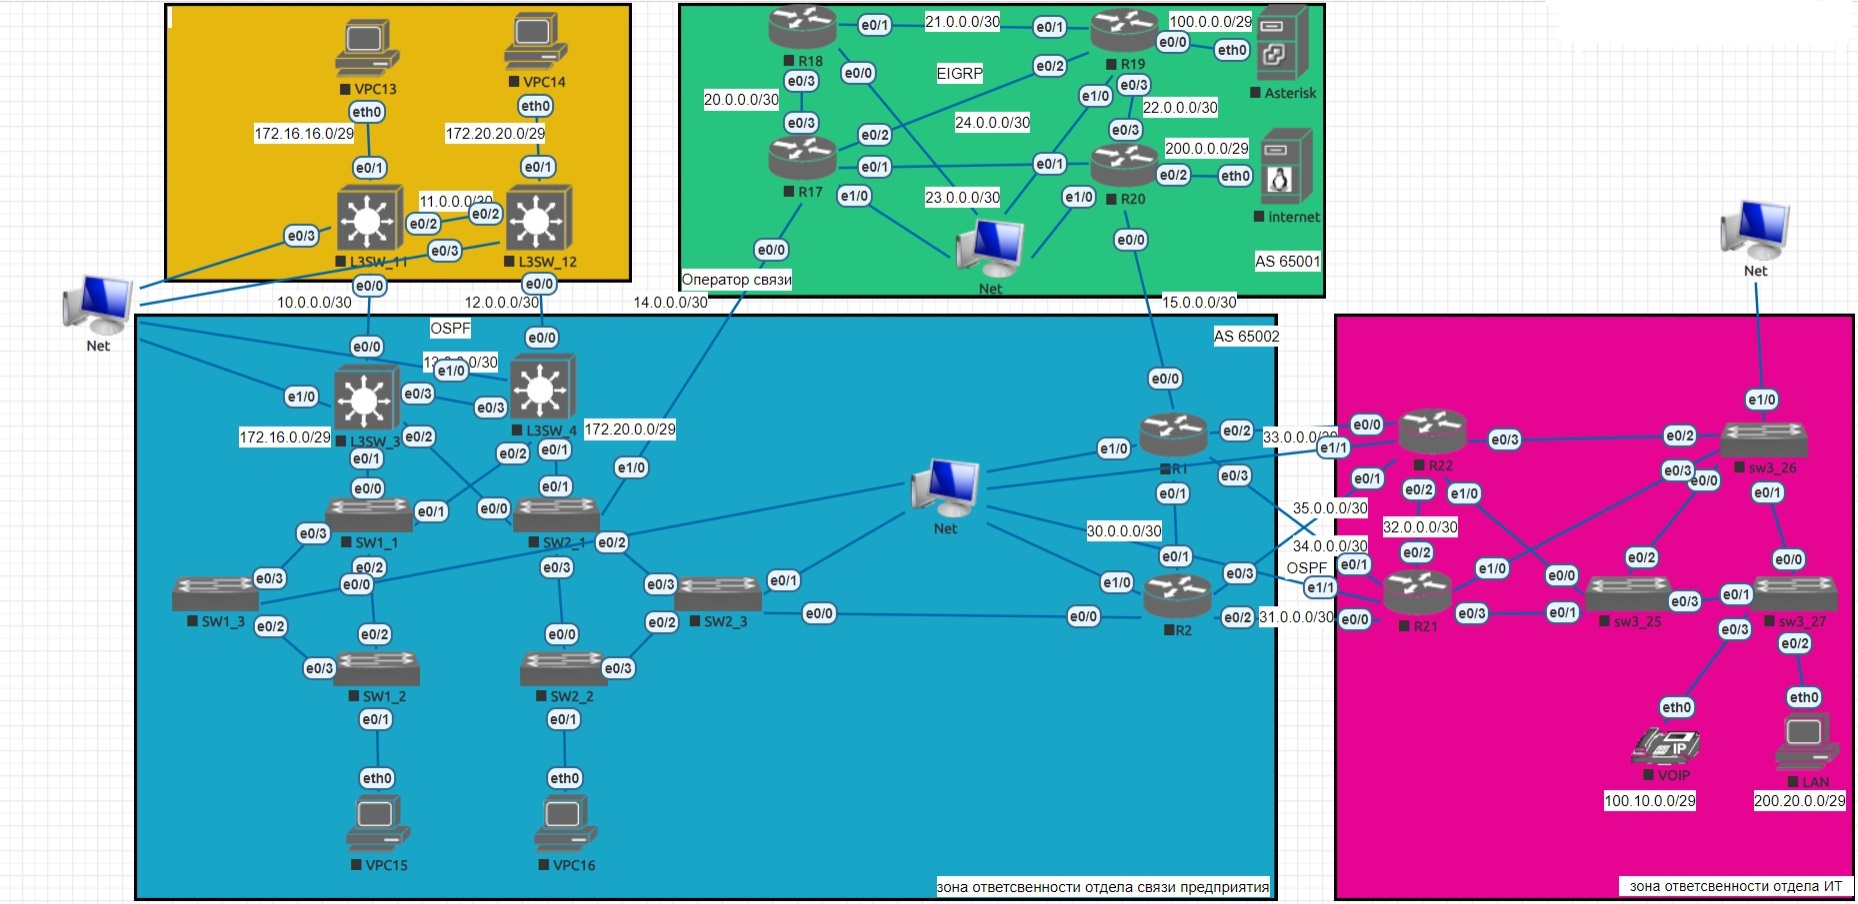 VPC13
eth0
172.16.16.0/29
e0/1
VPC14
eth0
172.20.20.0/29
e0/1
11.0.0.0/30
e0/2
e0/2
e0/3
e0/3
L3SW_11
L3SW_12
e0/0
e0/0
Net
10.0.0.0/30
12.0.0.0/30
14.0.0.0/30
15.0.0.0/30
R18
e0/1
21.0.0.0/30
e0/1
R19
100.0.0.0/29
e0/0
eth0
Asterisk
e0/0
e0/3
EIGRP
e0/2
e0/3
e1/0
20.0.0.0/30
22.0.0.0/30
24.0.0.0/30
e0/3
e0/2
e0/3
e0/1
e0/1
R17
e1/0
23.0.0.0/30
R20
e1/0
200.0.0.0/29
e0/2
eth0
internet
e0/0
e0/0
Net
AS 65001
Оператор связи
OSPF
AS 65002
e0/0
e0/0
e1/0
e1/0
e0/3
e0/3
L3SW_3
L3SW_4
172.16.0.0/29
172.20.0.0/29
e0/2
e0/2
e0/1
e0/1
e0/0
e0/1
e0/1
e0/0
e1/0
SW1_1
SW2_1
e0/3
e0/2
e0/3
e0/2
e0/3
e0/0
e0/3
e0/1
SW1_3
SW2_3
e0/2
e0/2
e0/0
e0/2
e0/0
e0/0
e0/3
e0/3
SW1_2
SW2_2
e0/1
e0/1
eth0
eth0
VPC15
VPC16
Net
e0/0
e1/0
e0/2
R1
e0/1
e0/3
30.0.0.0/30
e0/1
e1/0
e0/3
R2
e0/2
31.0.0.0/30
33.0.0.0/30
35.0.0.0/30
34.0.0.0/30
OSPF
32.0.0.0/30
e0/0
e1/1
e0/1
R22
e0/3
e0/2
e1/0
e0/2
e0/1
e1/1
e0/0
R21
e1/0
e0/3
Net
e1/0
e0/2
e0/3
e0/0
sw3_26
e0/1
e0/0
e0/2
e0/0
e0/1
e0/3
e0/1
sw3_25
sw3_27
e0/3
e0/2
eth0
eth0
IP
VOIP
LAN
100.10.0.0/29
200.20.0.0/29
зона ответсвенности отдела связи предприятия
зона ответсвенности отдела ИТ